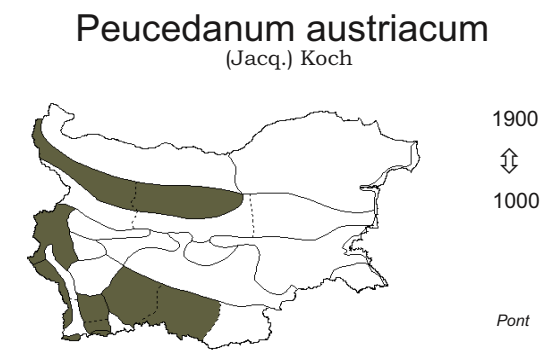 Peucedanum austriacum
(Jacq.) Koch
1900
⇳
1000
Pont